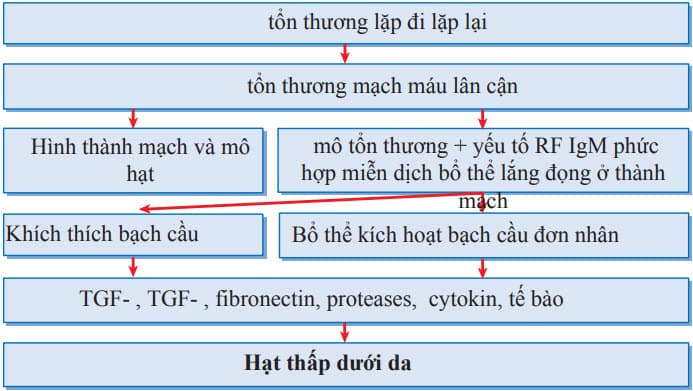 tổn thương lặp đi lặp lại
tổn thương mạch máu lân cận
Hình thành mạch và mô
hạt
mô tổn thương + yếu tố RF IgM phức
hợp miễn dịch bổ thể lắng đọng ở thành
mạch
Khích thích bạch cầu
Bổ thể kích hoạt bạch cầu đơn nhân
TGF- , TGF- , fibronectin, proteases, cytokin, tế bào
Hạt thấp dưới da